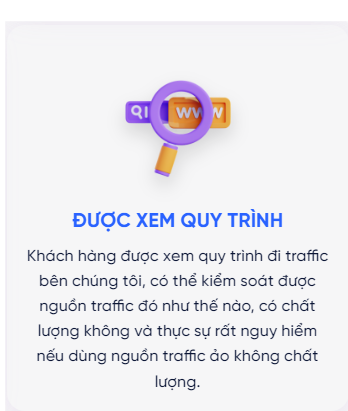 QI
WWW
ĐƯỢC XEM QUY TRÌNH
Khách hàng được xem quy trình đi traffic
bên chúng tôi, có thể kiểm soát được
nguồn traffic đó như thế nào, có chất
lượng không và thực sự rất nguy hiểm
nếu dùng nguồn traffic ảo không chất
lượng.